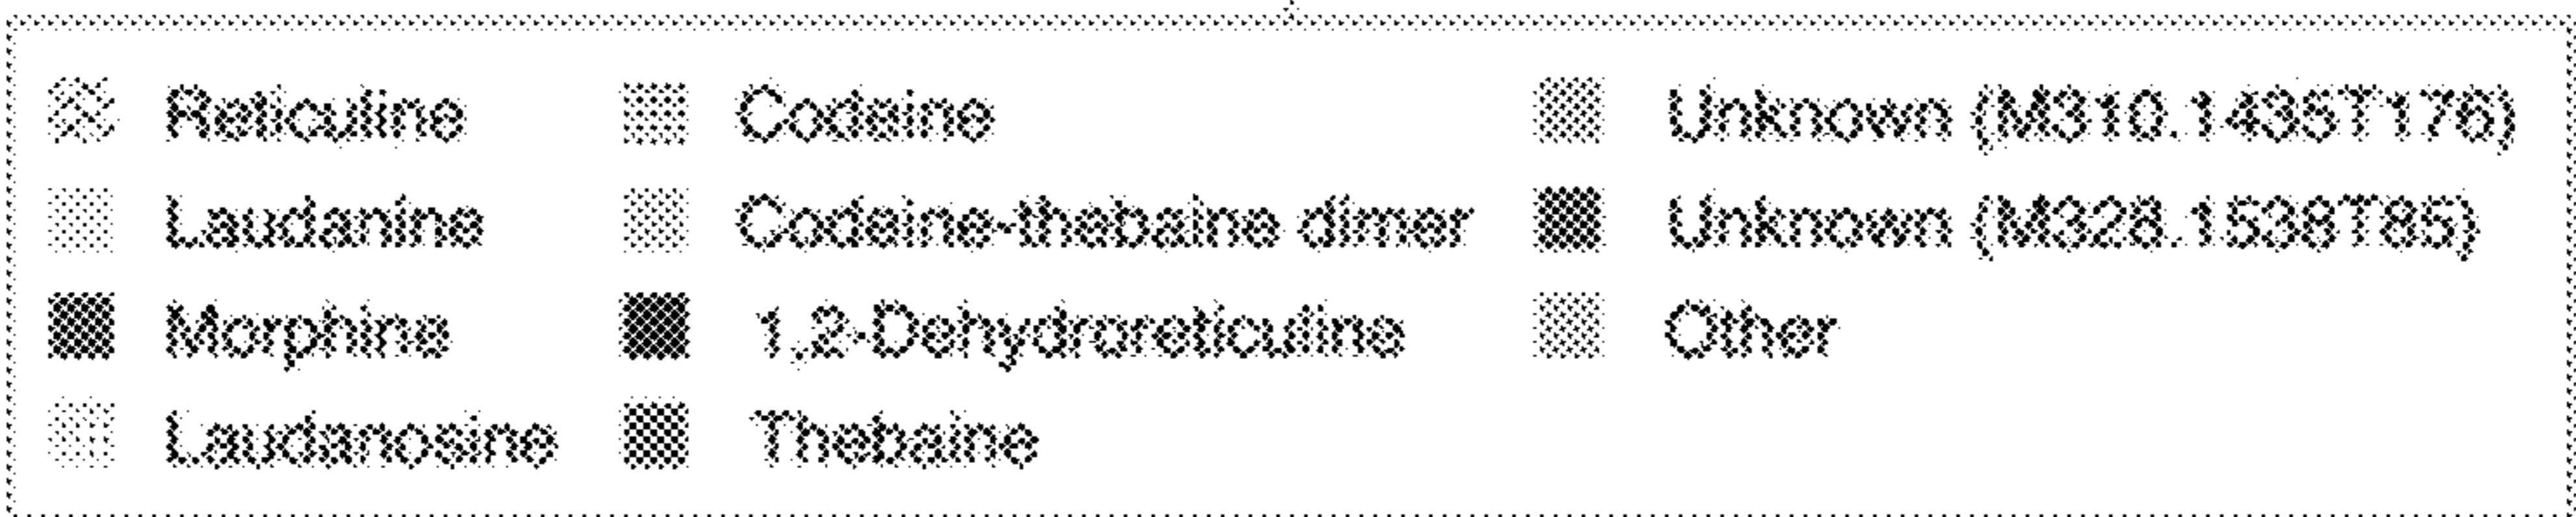 Reticuline Codeine Unknown (M310.1435T176)
Laudanine Codeine-thebaine dimer Unknown (M328.1538T85)
Morphine 1,2-Dehydroreticuline Other
Laudanosine Thebaine